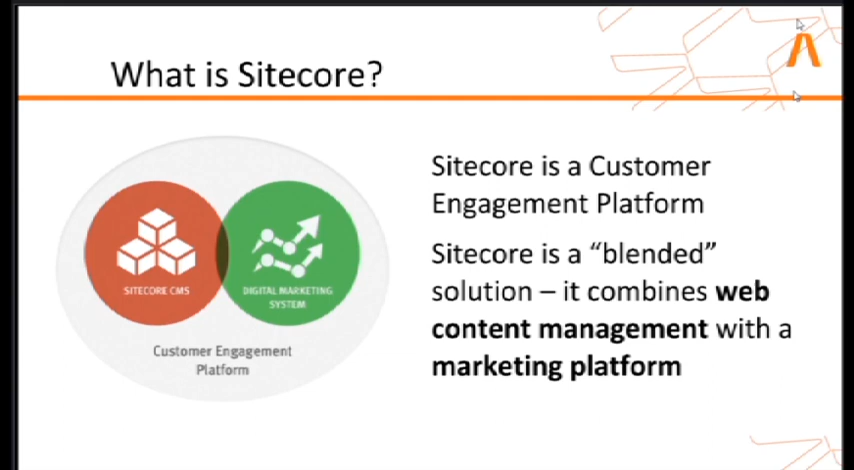 What is Sitecore?
SITECORE CMS
DIGITAL MARKETING
SYSTEM
Customer Engagement
Platform
Sitecore is a Customer
Engagement Platform
Sitecore is a “blended”
solution – it combines web
content management with a
marketing platform